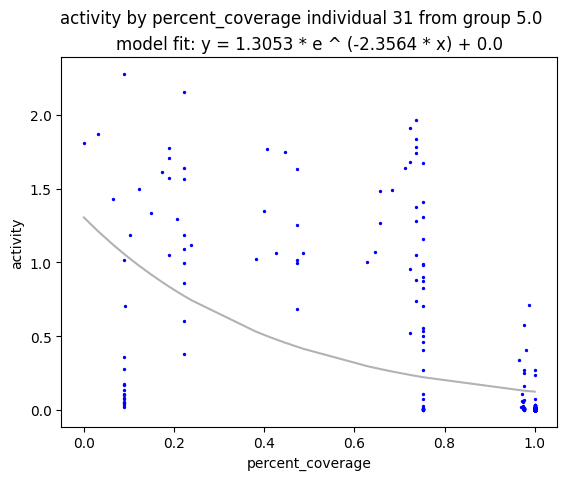 activity by percent_coverage individual 31 from group 5.0
model fit: y = 1.3053 * e ^ (-2.3564 * x) + 0.0
2.0
1.5
1.0
0.5
0.0
activity
0.0 0.2 0.4 0.6 0.8 1.0
percent_coverage